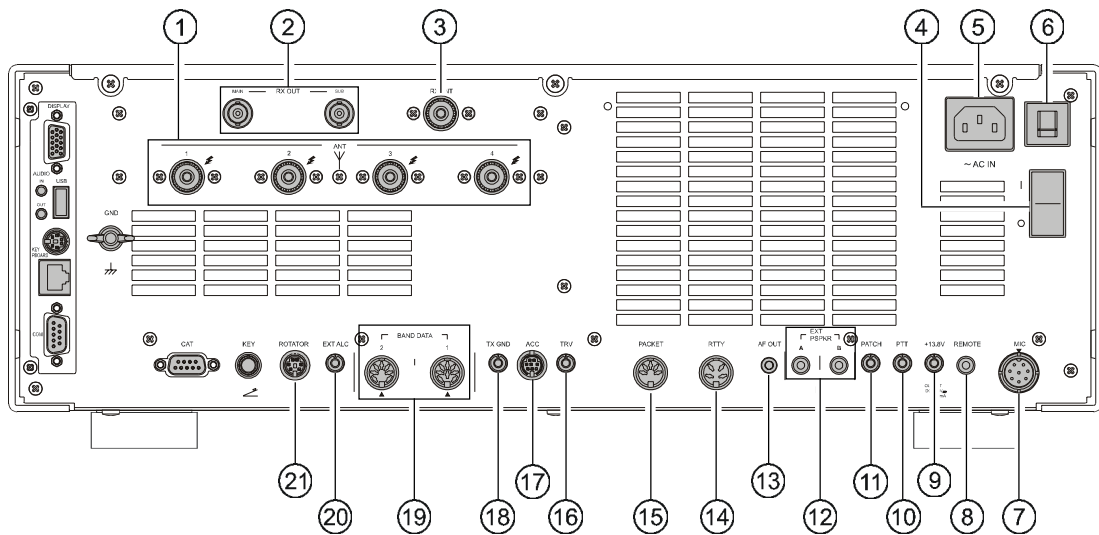 1 2 3 4 5 6
DISPLAY
MAIN RX OUT SUB
ANT
1 2 3 4
~ AC IN
AUDIO
IN USB
OUT
GND
KEY
COM
CAT KEY ROTATOR EXT ALC
BAND DATA
2 1
TX GND ACC TRV PACKET RTTY AF OUT
EXT
PSPKR
A B
PATCH PTT +13.8V REMOTE MIC
21 20 19 18 17 16 15 14 13 12 11 10 9 8 7